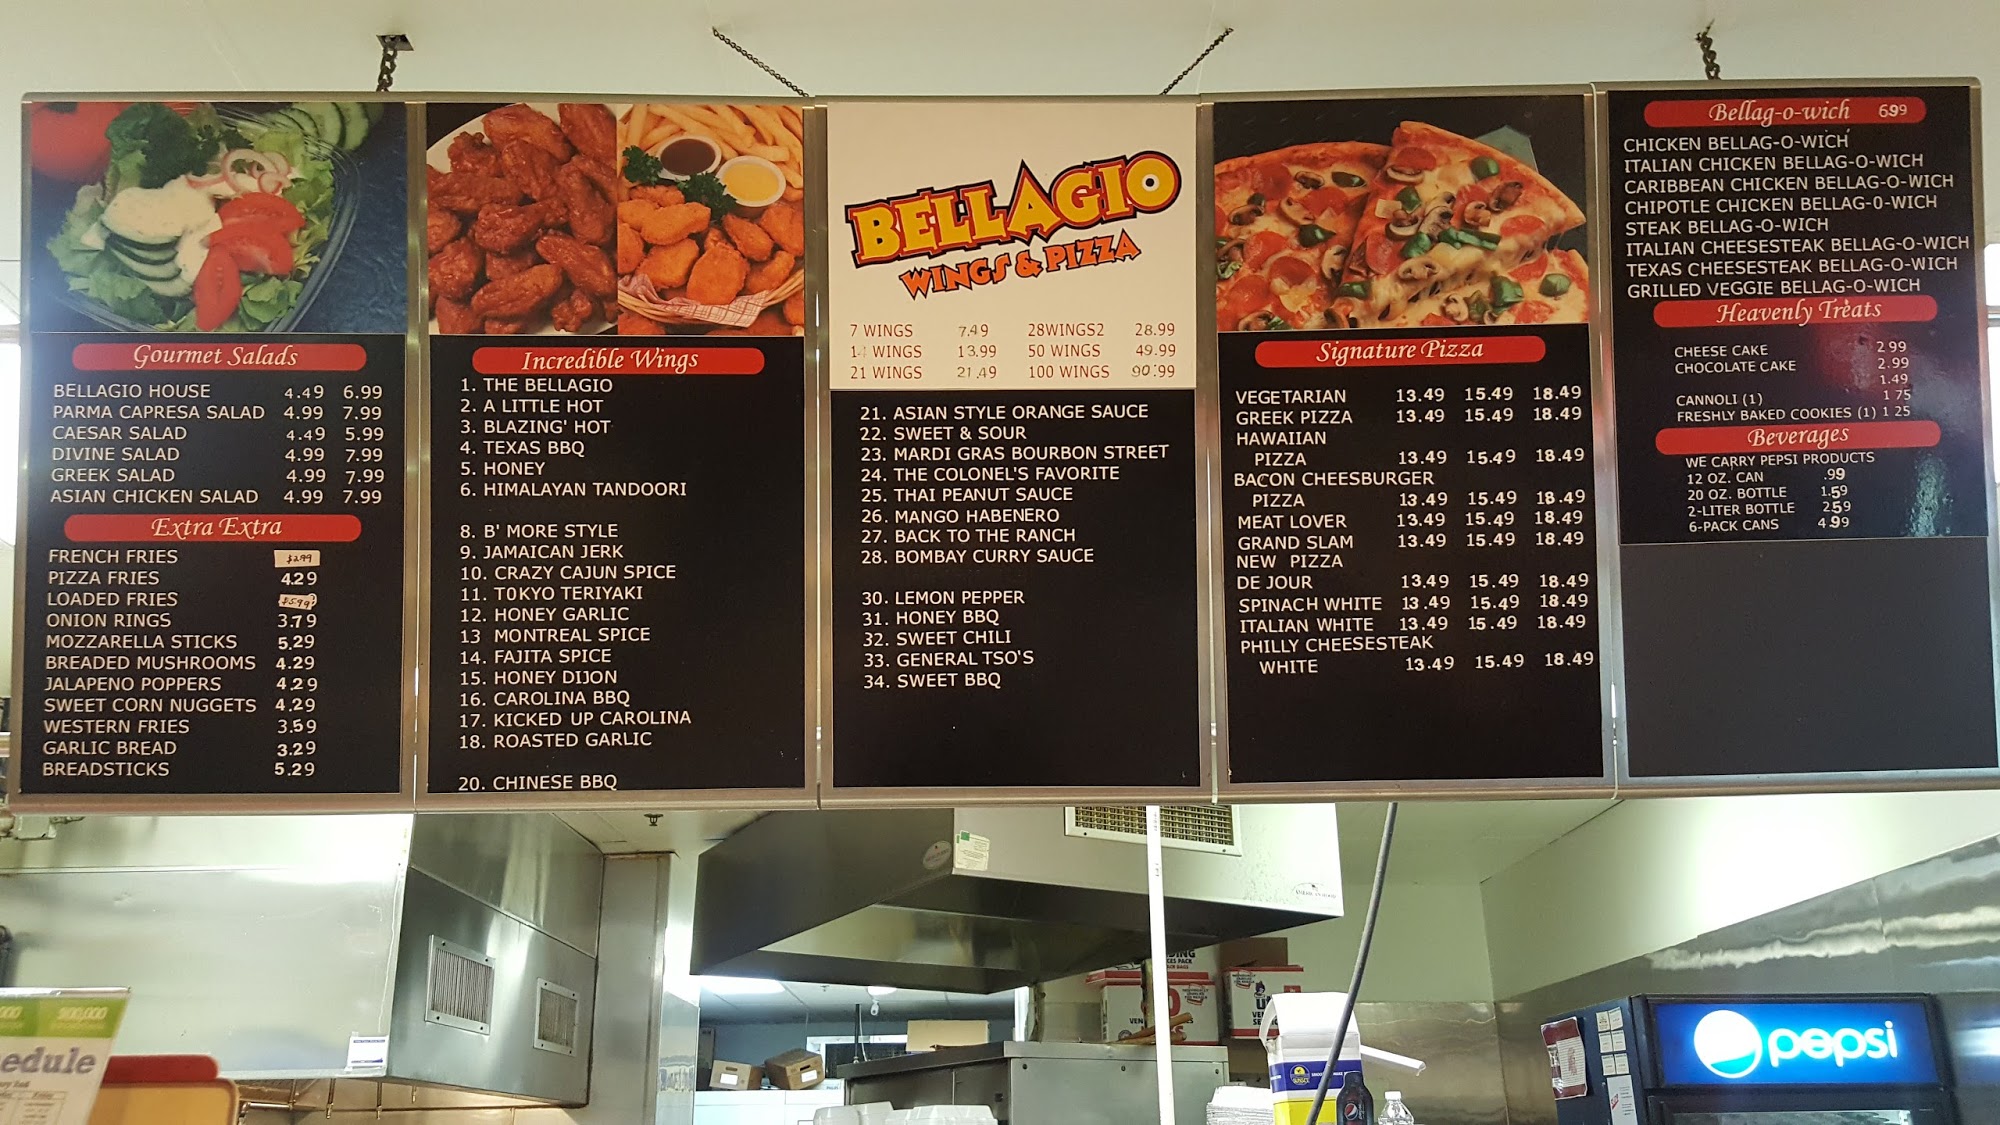 Gourmet Salads
BELLAGIO HOUSE 4.49 6.99
PARMA CAPRESA SALAD 4.99 7.99
CAESAR SALAD 4.49 5.99
DIVINE SALAD 4.99 7.99
GREEK SALAD 4.99 7.99
ASIAN CHICKEN SALAD 4.99 7.99
Extra Extra
FRENCH FRIES $2.99
PIZZA FRIES 4.29
LOADED FRIES $5.99
ONION RINGS 3.79
MOZZARELLA STICKS 5.29
BREADED MUSHROOMS 4.29
JALAPENO POPPERS 4.29
SWEET CORN NUGGETS 4.29
WESTERN FRIES 3.59
GARLIC BREAD 3.29
BREADSTICKS 5.29
Incredible Wings
1. THE BELLAGIO
2. A LITTLE HOT
3. BLAZING' HOT
4. TEXAS BBQ
5. HONEY
6. HIMALAYAN TANDOORI
8. B' MORE STYLE
9. JAMAICAN JERK
10. CRAZY CAJUN SPICE
11. T0KYO TERIYAKI
12. HONEY GARLIC
13 MONTREAL SPICE
14. FAJITA SPICE
15. HONEY DIJON
16. CAROLINA BBQ
17. KICKED UP CAROLINA
18. ROASTED GARLIC
20. CHINESE BBQ
BELLAGIO
WINGS & PIZZA
7 WINGS 7.49 28WINGS2 28.99
14 WINGS 13.99 50 WINGS 49.99
21 WINGS 21.49 100 WINGS 90.99
21. ASIAN STYLE ORANGE SAUCE
22. SWEET & SOUR
23. MARDI GRAS BOURBON STREET
24. THE COLONEL'S FAVORITE
25. THAI PEANUT SAUCE
26. MANGO HABENERO
27. BACK TO THE RANCH
28. BOMBAY CURRY SAUCE
30. LEMON PEPPER
31. HONEY BBQ
32. SWEET CHILI
33. GENERAL TSO'S
34. SWEET BBQ
Signature Pizza
VEGETARIAN 13.49 15.49 18.49
GREEK PIZZA 13.49 15.49 18.49
HAWAIIAN
PIZZA 13.49 15.49 18.49
BACON CHEESBURGER
PIZZA 13.49 15.49 18.49
MEAT LOVER 13.49 15.49 18.49
GRAND SLAM 13.49 15.49 18.49
NEW PIZZA
DE JOUR 13.49 15.49 18.49
SPINACH WHITE 13.49 15.49 18.49
ITALIAN WHITE 13.49 15.49 18.49
PHILLY CHEESESTEAK
WHITE 13.49 15.49 18.49
Bellag-o-wich 699
CHICKEN BELLAG-O-WICH
ITALIAN CHICKEN BELLAG-O-WICH
CARIBBEAN CHICKEN BELLAG-O-WICH
CHIPOTLE CHICKEN BELLAG-0-WICH
STEAK BELLAG-O-WICH
ITALIAN CHEESESTEAK BELLAG-O-WICH
TEXAS CHEESESTEAK BELLAG-O-WICH
GRILLED VEGGIE BELLAG-O-WICH
Heavenly Treats
CHEESE CAKE 2 99
CHOCOLATE CAKE 2.99
1.49
CANNOLI (1) 1 75
FRESHLY BAKED COOKIES (1) 1 25
Beverages
WE CARRY PEPSI PRODUCTS
12 OZ. CAN .99
20 OZ. BOTTLE 1.59
2-LITER BOTTLE 2.59
6-PACK CANS 4.99
900,000
edule
pepsi